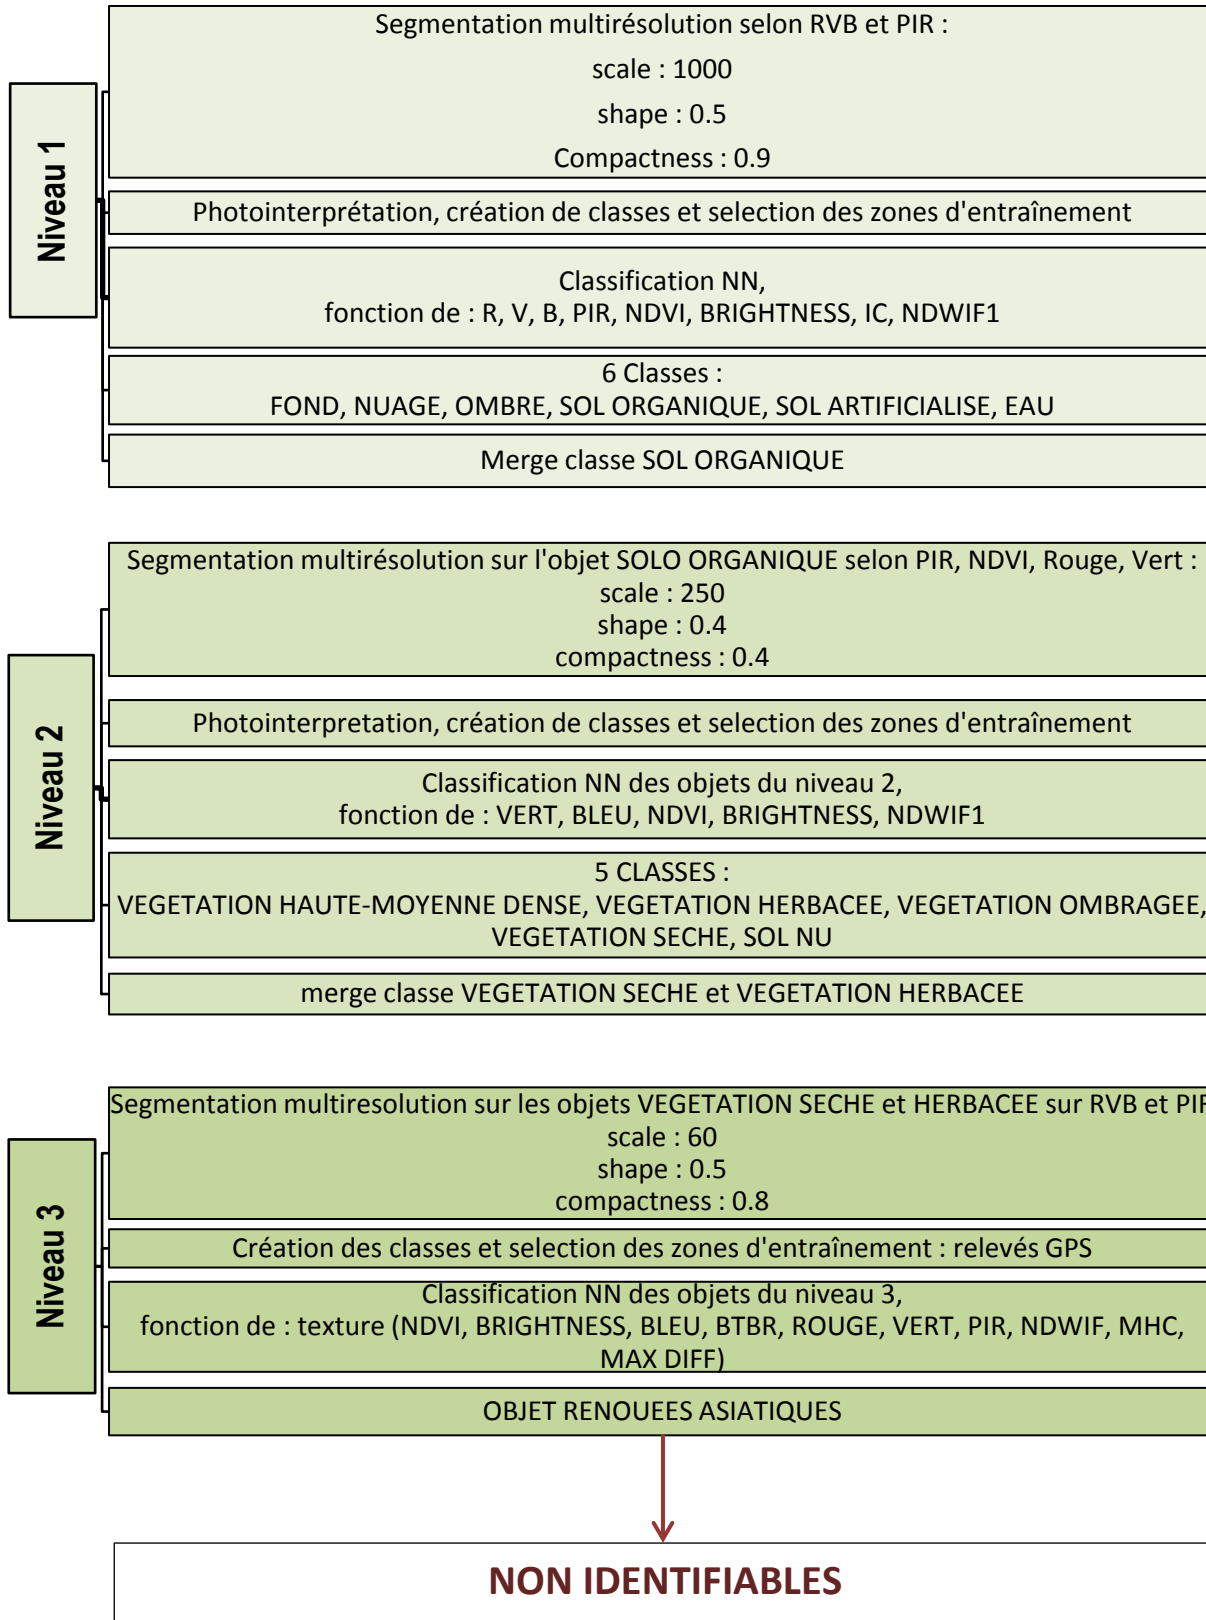 Niveau 1
Segmentation multirésolution selon RVB et PIR :
scale : 1000
shape : 0.5
Compactness : 0.9
Photointerprétation, création de classes et selection des zones d'entraînement
Classification NN,
fonction de : R, V, B, PIR, NDVI, BRIGHTNESS, IC, NDWIF1
6 Classes :
FOND, NUAGE, OMBRE, SOL ORGANIQUE, SOL ARTIFICIALISE, EAU
Merge classe SOL ORGANIQUE
Niveau 2
Segmentation multirésolution sur l'objet SOLO ORGANIQUE selon PIR, NDVI, Rouge, Vert :
scale : 250
shape : 0.4
compactness : 0.4
Photointerpretation, création de classes et selection des zones d'entraînement
Classification NN des objets du niveau 2,
fonction de : VERT, BLEU, NDVI, BRIGHTNESS, NDWIF1
5 CLASSES :
VEGETATION HAUTE-MOYENNE DENSE, VEGETATION HERBACEE, VEGETATION OMBRAGEE,
VEGETATION SECHE, SOL NU
merge classe VEGETATION SECHE et VEGETATION HERBACEE
Niveau 3
Segmentation multiresolution sur les objets VEGETATION SECHE et HERBACEE sur RVB et PIR
scale : 60
shape : 0.5
compactness : 0.8
Création des classes et selection des zones d'entraînement : relevés GPS
Classification NN des objets du niveau 3,
fonction de : texture (NDVI, BRIGHTNESS, BLEU, BTBR, ROUGE, VERT, PIR, NDWIF, MHC,
MAX DIFF)
OBJET RENOUEES ASIATIQUES
NON IDENTIFIABLES